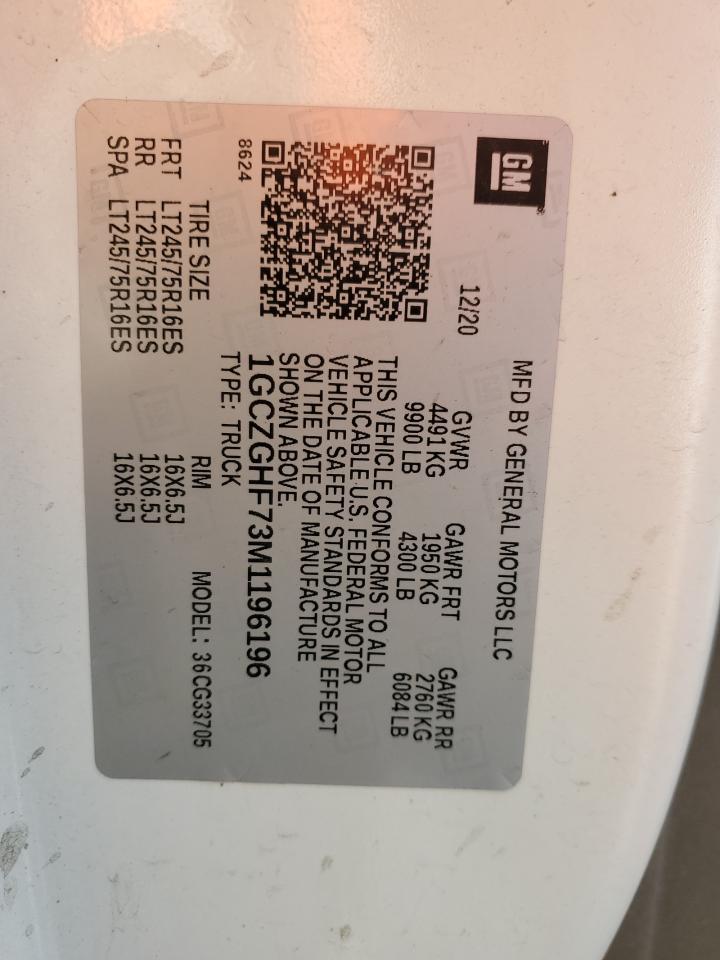 GM
MFD BY GENERAL MOTORS LLC
12/20
GVWR GAWR FRT GAWR RR
4491 KG 1950 KG 2760 KG
9900 LB 4300 LB 6084 LB
THIS VEHICLE CONFORMS TO ALL
APPLICABLE U.S. FEDERAL MOTOR
VEHICLE SAFETY STANDARDS IN EFFECT
ON THE DATE OF MANUFACTURE
SHOWN ABOVE.
1GCZGHF73M1196196
8624
TYPE: TRUCK
TIRE SIZE RIM MODEL: 36CG33705
FRT LT245/75R16ES 16X6.5J
RR LT245/75R16ES 16X6.5J
SPA LT245/75R16ES 16X6.5J